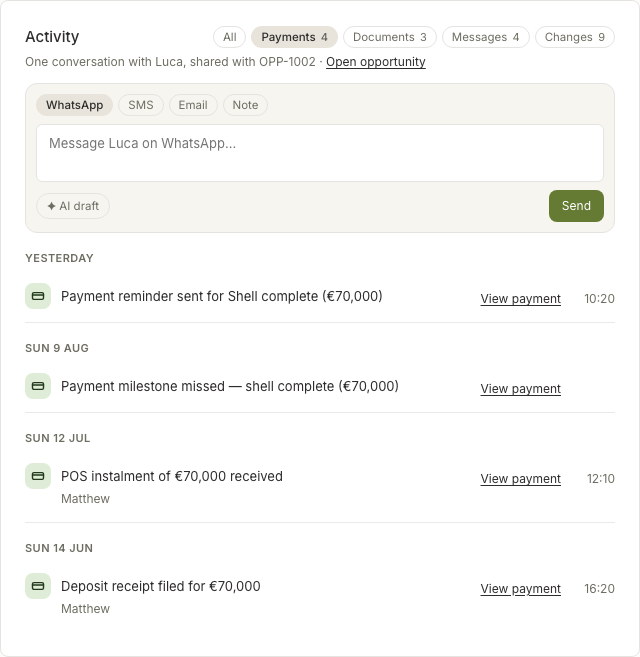 Activity
All Payments 4 Documents 3 Messages 4 Changes 9
One conversation with Luca, shared with OPP-1002 · Open opportunity
WhatsApp SMS Email Note
Message Luca on WhatsApp...
✦ AI draft
Send
YESTERDAY
Payment reminder sent for Shell complete (€70,000) View payment 10:20
SUN 9 AUG
Payment milestone missed — shell complete (€70,000) View payment
SUN 12 JUL
POS instalment of €70,000 received View payment 12:10
Matthew
SUN 14 JUN
Deposit receipt filed for €70,000 View payment 16:20
Matthew